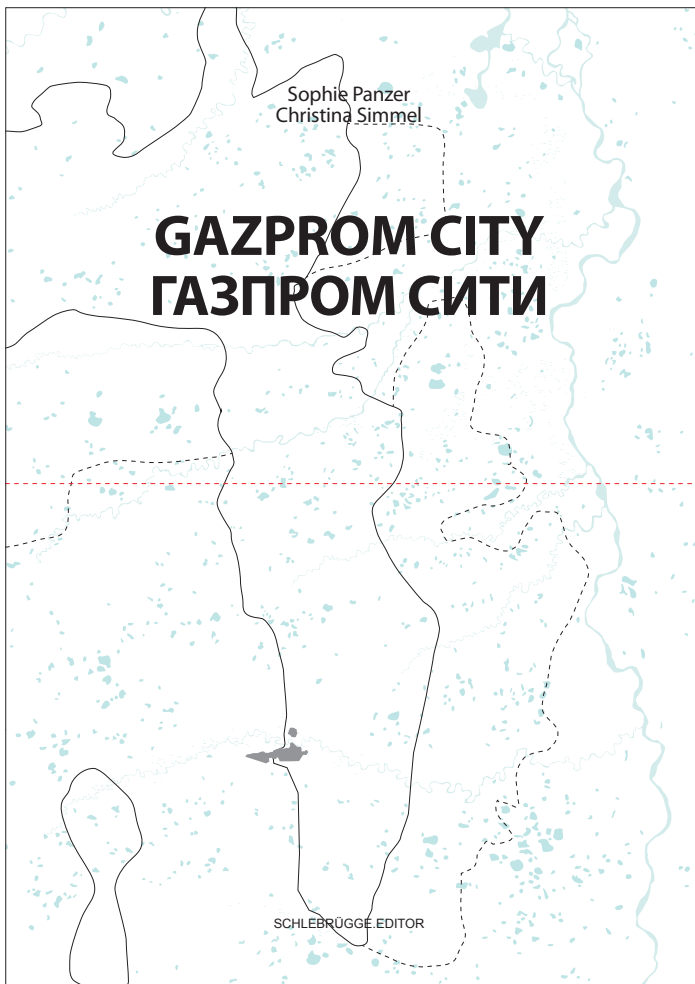 Sophie Panzer
Christina Simmel
GAZPROM CITY
ГАЗПРОМ СИТИ
SCHLEBRÜGGE.EDITOR